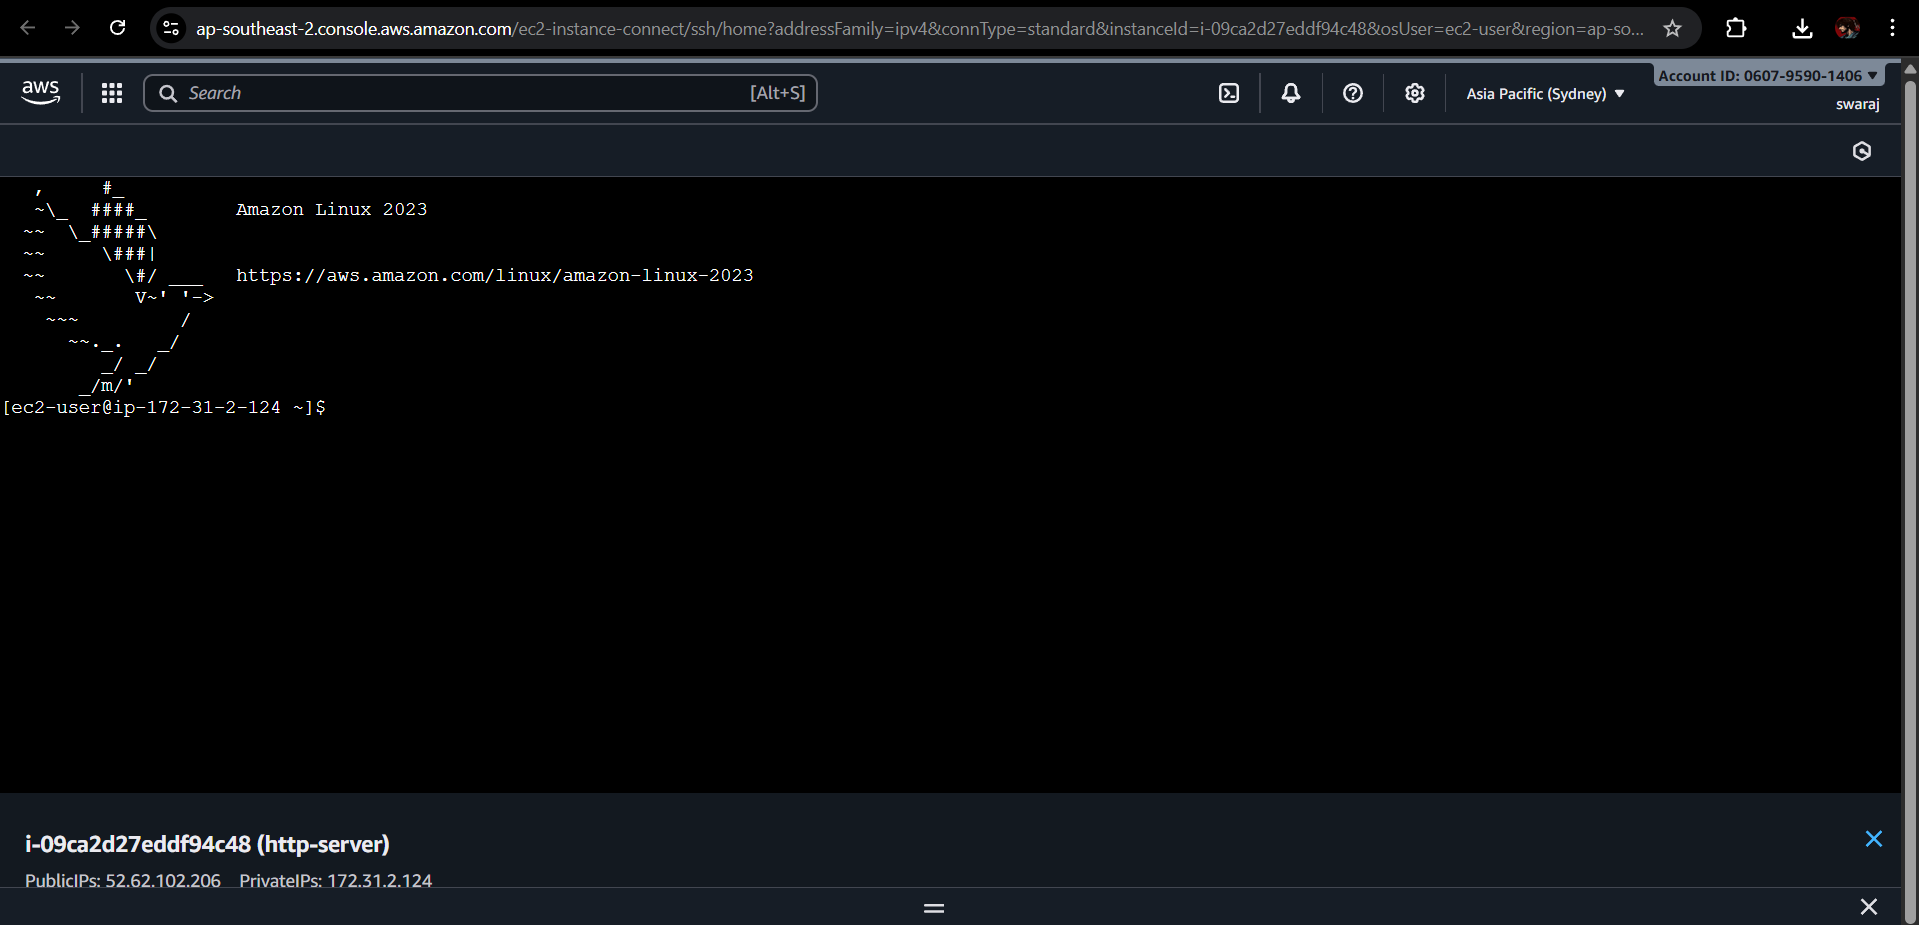 ap-southeast-2.console.aws.amazon.com/ec2-instance-connect/ssh/home?addressFamily=ipv4&connType=standard&instanceId=i-09ca2d27eddf94c48&osUser=ec2-user&region=ap-so...
aws
Search
[Alt+S]
Asia Pacific (Sydney)
Account ID: 0607-9590-1406
swaraj
   ,     #_
   ~\_  ####_        Amazon Linux 2023
  ~~  \_#####\
  ~~     \###|
  ~~       \#/ ___   https://aws.amazon.com/linux/amazon-linux-2023
   ~~       V~' '->
    ~~~         /
      ~~._.   _/
         _/ _/
       _/m/'
[ec2-user@ip-172-31-2-124 ~]$
i-09ca2d27eddf94c48 (http-server)
PublicIPs: 52.62.102.206 PrivateIPs: 172.31.2.124